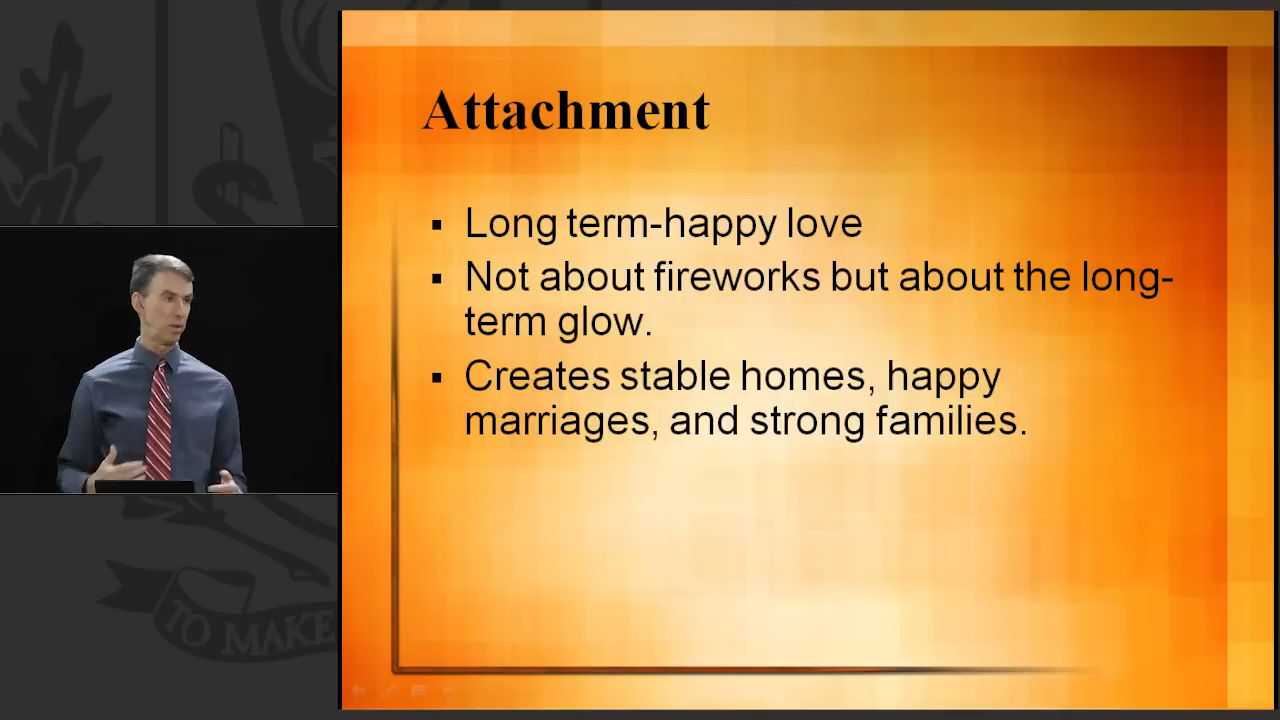 Attachment
▪ Long term-happy love
▪ Not about fireworks but about the long-
term glow.
▪ Creates stable homes, happy
marriages, and strong families.
TO MAKE